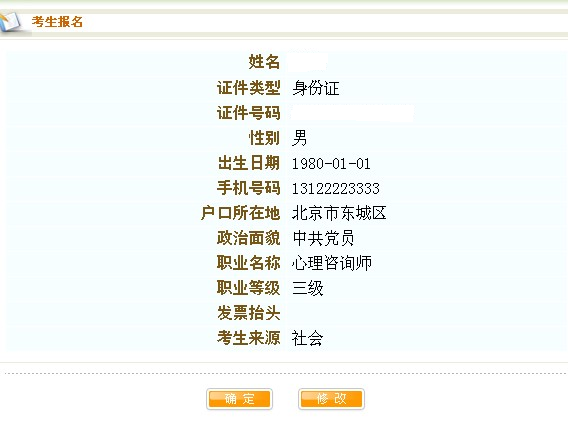 考生报名
姓名
证件类型 身份证
证件号码
性别 男
出生日期 1980-01-01
手机号码 13122223333
户口所在地 北京市东城区
政治面貌 中共党员
职业名称 心理咨询师
职业等级 三级
发票抬头
考生来源 社会
确 定 修 改